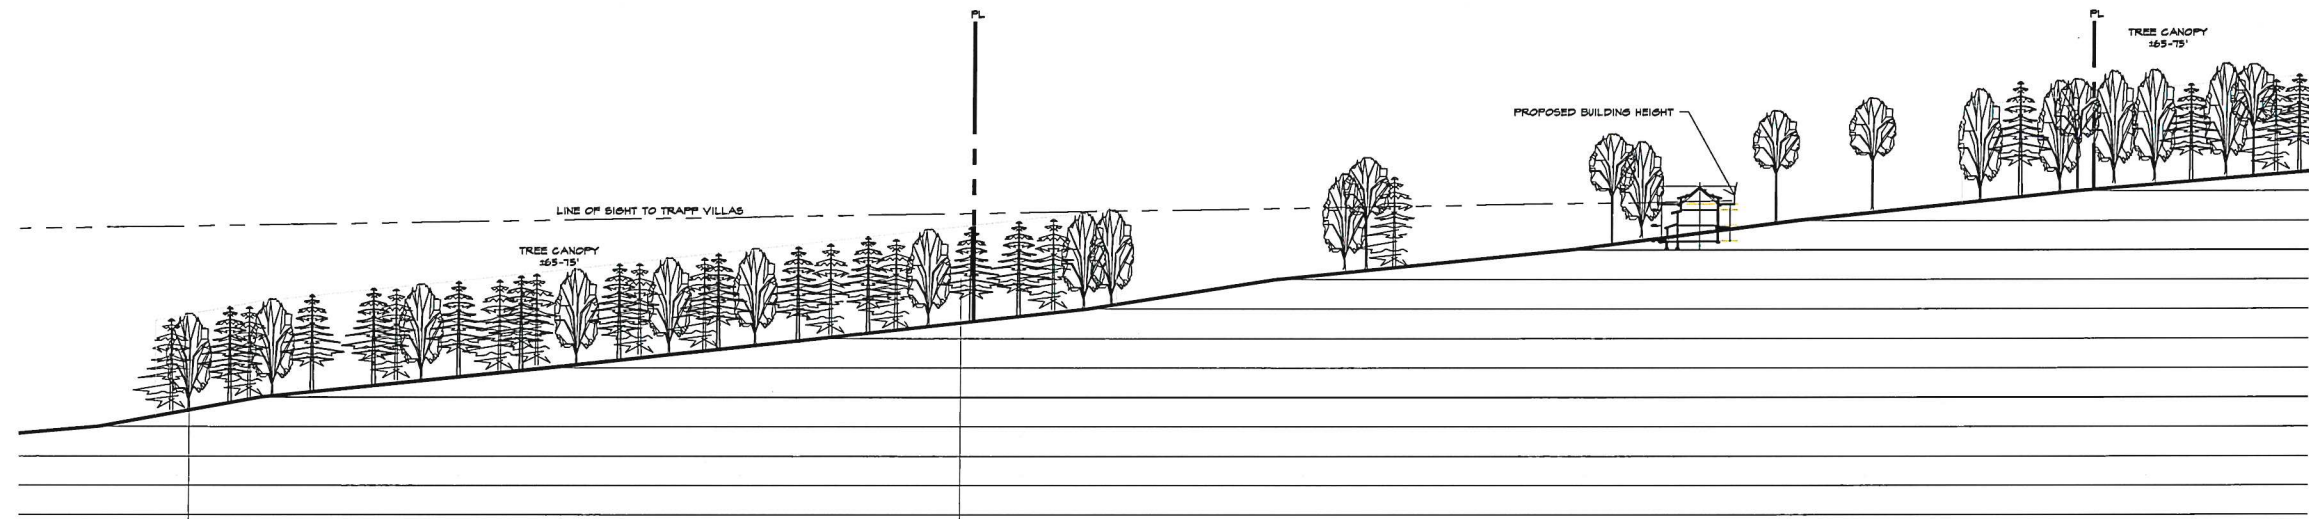 PL
PL
TREE CANOPY
±65-75'
PROPOSED BUILDING HEIGHT
LINE OF SIGHT TO TRAPP VILLAS
TREE CANOPY
±65-75'